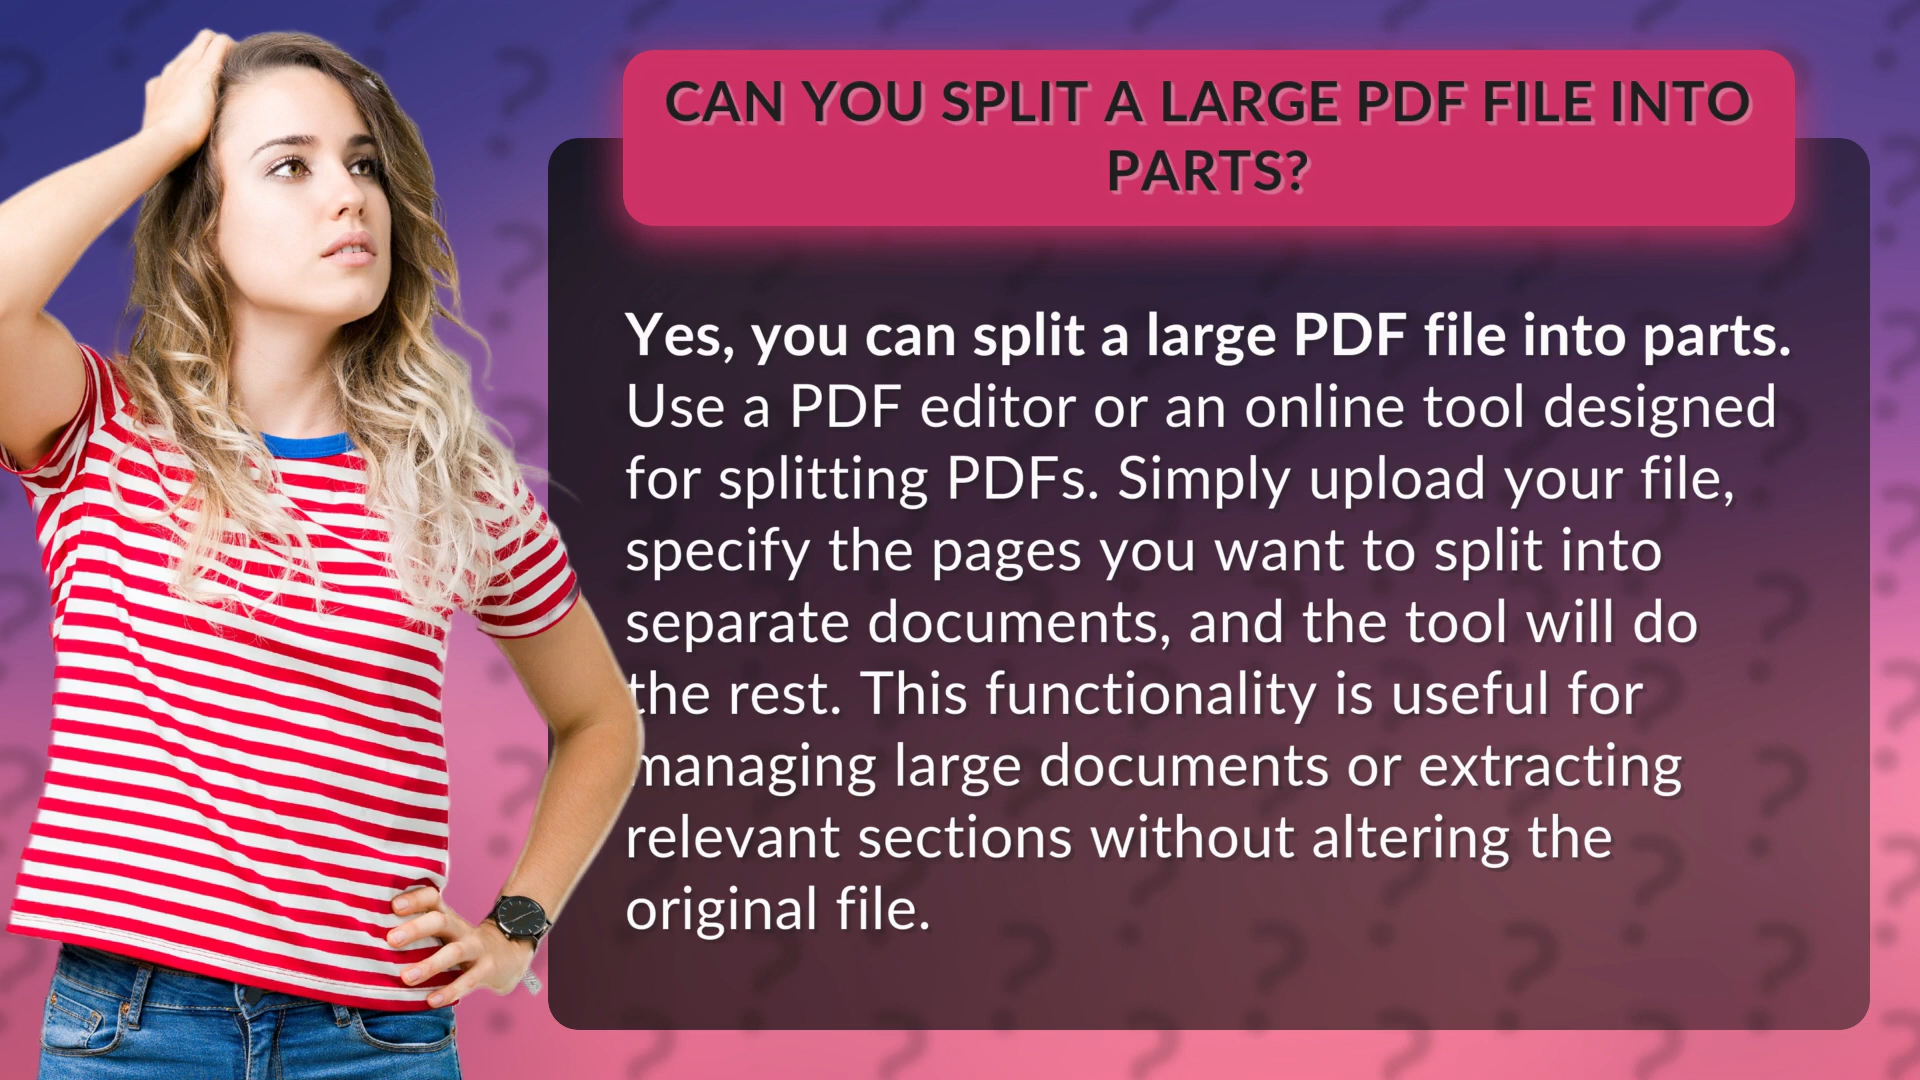 CAN YOU SPLIT A LARGE PDF FILE INTO
PARTS?
Yes, you can split a large PDF file into parts.
Use a PDF editor or an online tool designed
for splitting PDFs. Simply upload your file,
specify the pages you want to split into
separate documents, and the tool will do
the rest. This functionality is useful for
managing large documents or extracting
relevant sections without altering the
original file.